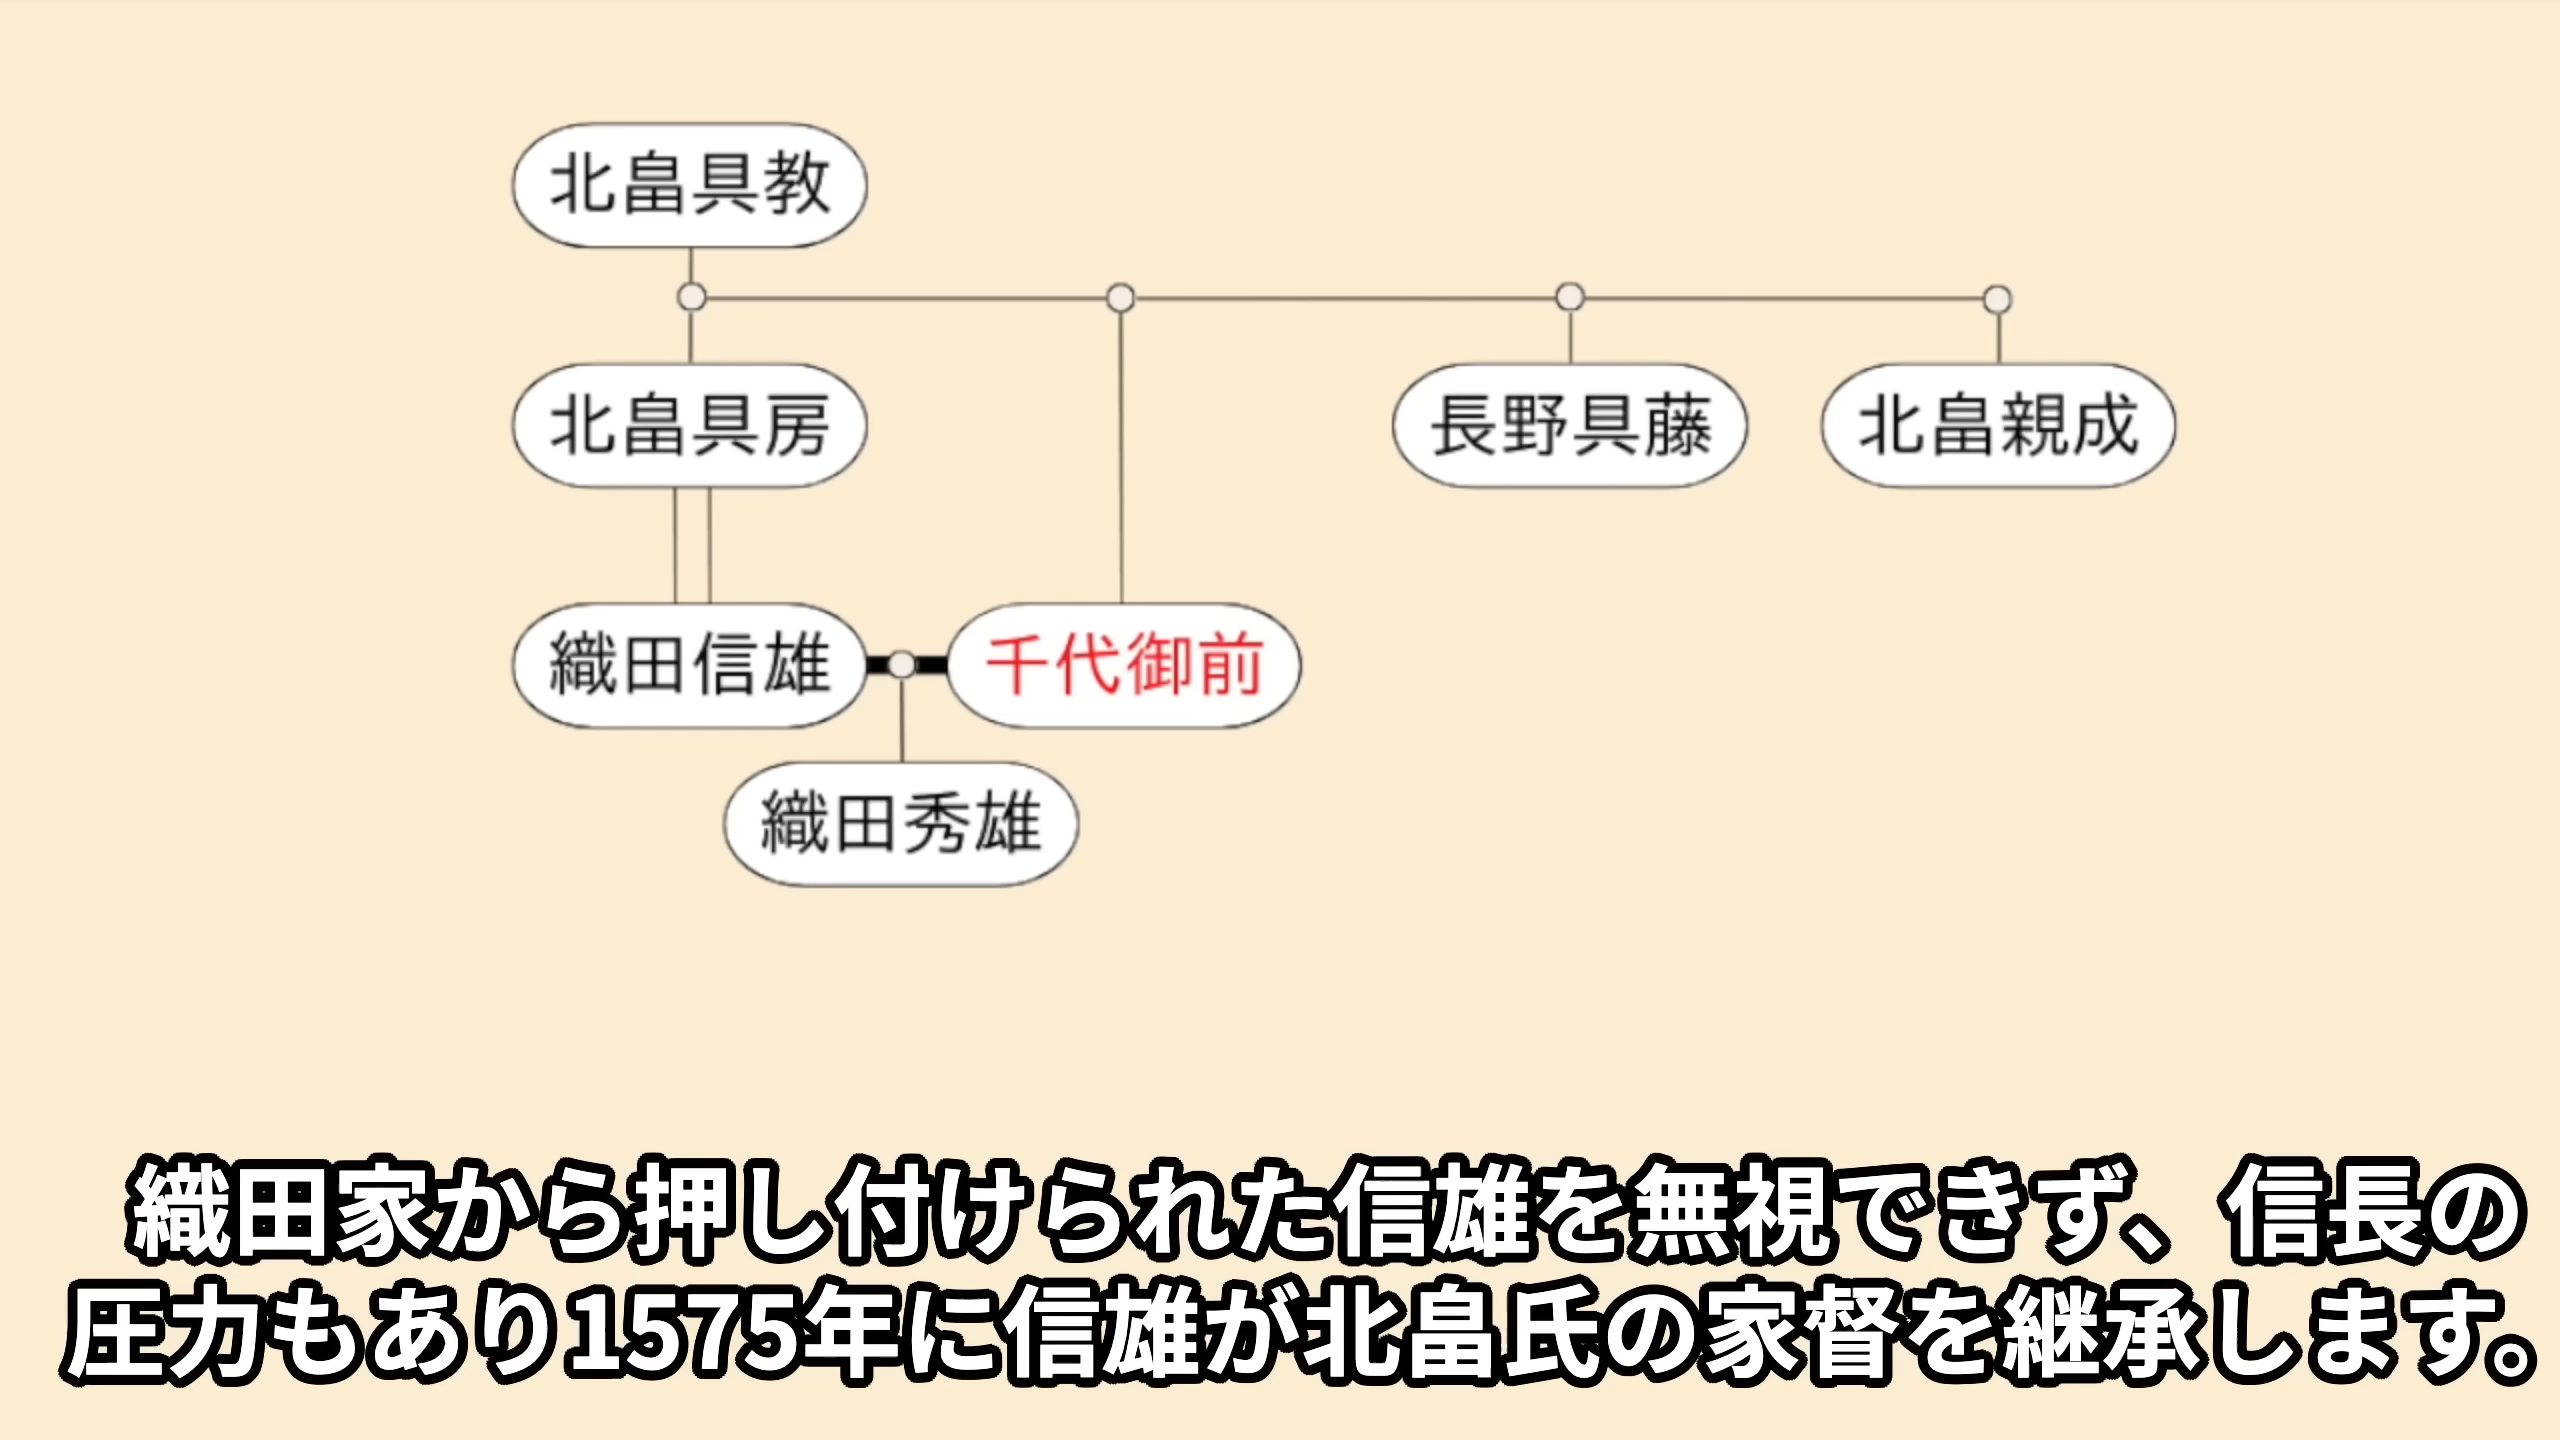 北畠具教
北畠具房
長野具藤
北畠親成
織田信雄
千代御前
織田秀雄
織田家から押し付けられた信雄を無視できず、信長の
圧力もあり1575年に信雄が北畠氏の家督を継承します。